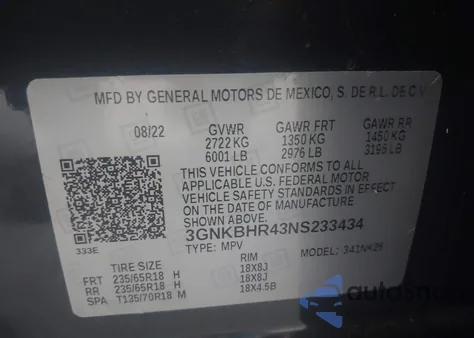 MFD BY GENERAL MOTORS DE MEXICO, S. DE R.L. DE C.V
08/22 GVWR GAWR FRT GAWR RR
2722 KG 1350 KG 1450 KG
6001 LB 2976 LB 3196 LB
THIS VEHICLE CONFORMS TO ALL
APPLICABLE U.S. FEDERAL MOTOR
VEHICLE SAFETY STANDARDS IN EFFECT
ON THE DATE OF MANUFACTURE
SHOWN ABOVE.
333E 3GNKBHR43NS233434
TYPE: MPV MODEL: 341NK26
TIRE SIZE RIM
FRT 235/65R18 H 18X8J
RR 235/65R18 H 18X8J
SPA T135/70R18 M 18X4.5B